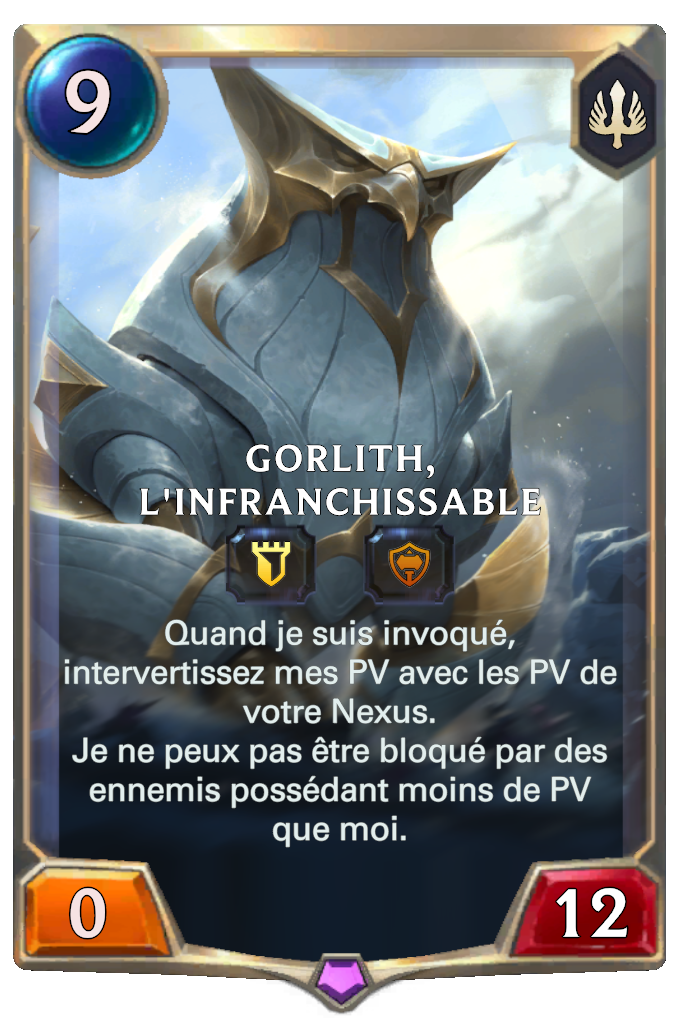 9
GORLITH,
L'INFRANCHISSABLE
Quand je suis invoqué,
intervertissez mes PV avec les PV de
votre Nexus.
Je ne peux pas être bloqué par des
ennemis possédant moins de PV
que moi.
0
12